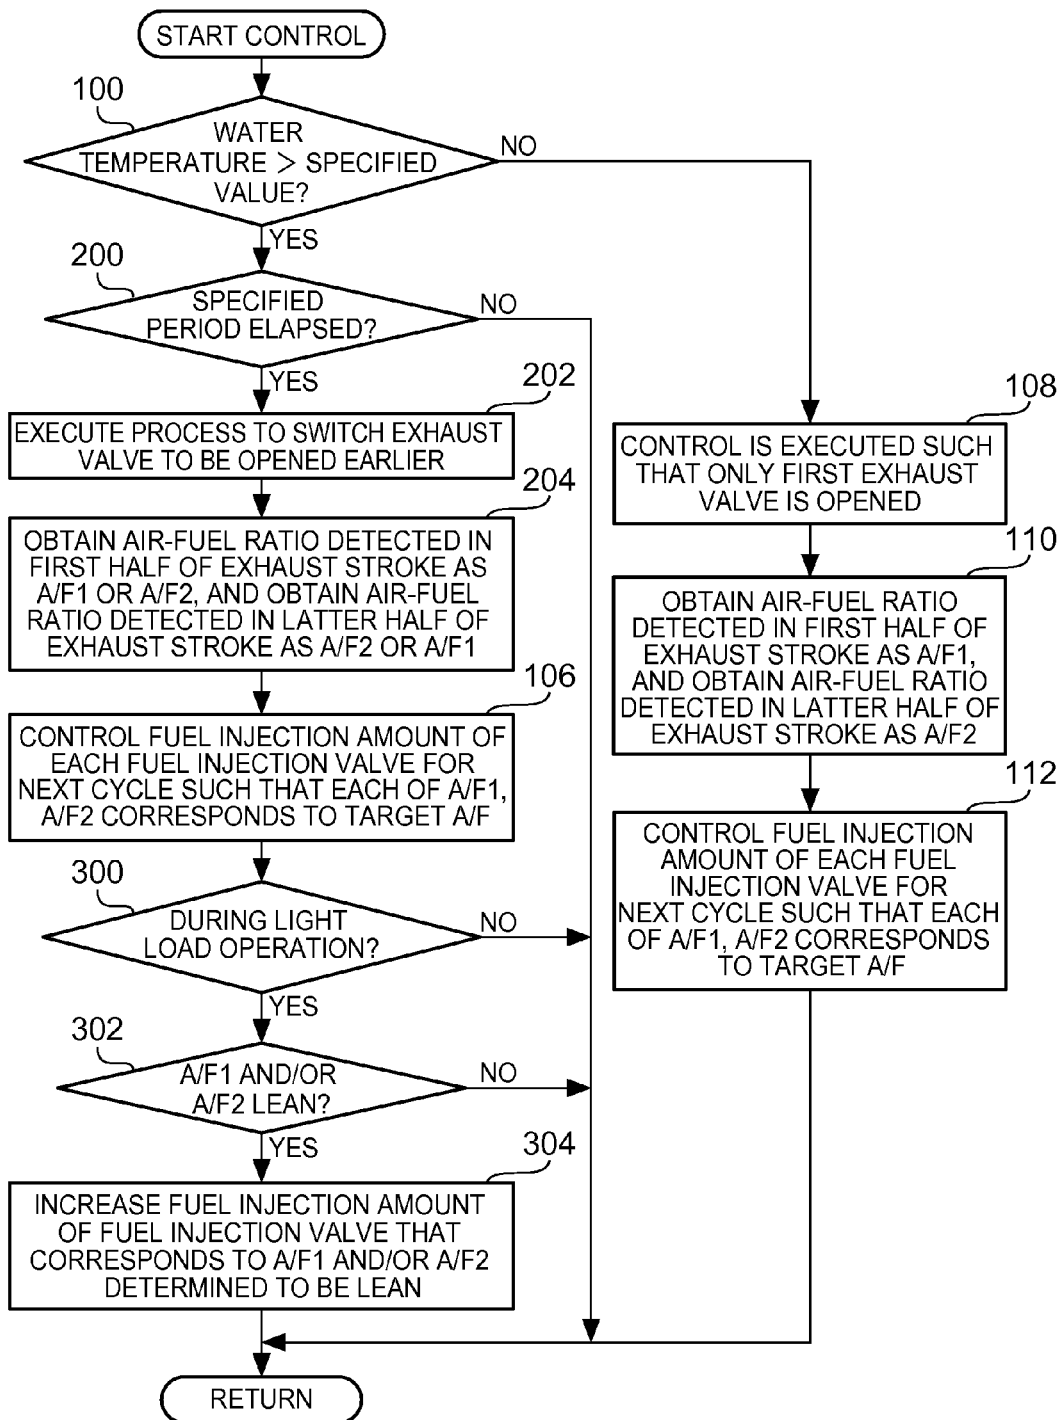 START CONTROL
100
WATER
TEMPERATURE > SPECIFIED
VALUE?
NO
YES
200
SPECIFIED
PERIOD ELAPSED?
NO
YES
202
EXECUTE PROCESS TO SWITCH EXHAUST
VALVE TO BE OPENED EARLIER
204
OBTAIN AIR-FUEL RATIO DETECTED IN
FIRST HALF OF EXHAUST STROKE AS
A/F1 OR A/F2, AND OBTAIN AIR-FUEL
RATIO DETECTED IN LATTER HALF OF
EXHAUST STROKE AS A/F2 OR A/F1
106
CONTROL FUEL INJECTION AMOUNT OF
EACH FUEL INJECTION VALVE FOR
NEXT CYCLE SUCH THAT EACH OF A/F1,
A/F2 CORRESPONDS TO TARGET A/F
300
DURING LIGHT
LOAD OPERATION?
NO
YES
302
A/F1 AND/OR
A/F2 LEAN?
NO
YES
304
INCREASE FUEL INJECTION AMOUNT
OF FUEL INJECTION VALVE THAT
CORRESPONDS TO A/F1 AND/OR A/F2
DETERMINED TO BE LEAN
108
CONTROL IS EXECUTED SUCH
THAT ONLY FIRST EXHAUST
VALVE IS OPENED
110
OBTAIN AIR-FUEL RATIO
DETECTED IN FIRST HALF OF
EXHAUST STROKE AS A/F1,
AND OBTAIN AIR-FUEL RATIO
DETECTED IN LATTER HALF OF
EXHAUST STROKE AS A/F2
112
CONTROL FUEL INJECTION
AMOUNT OF EACH FUEL
INJECTION VALVE FOR
NEXT CYCLE SUCH THAT EACH
OF A/F1, A/F2 CORRESPONDS
TO TARGET A/F
RETURN